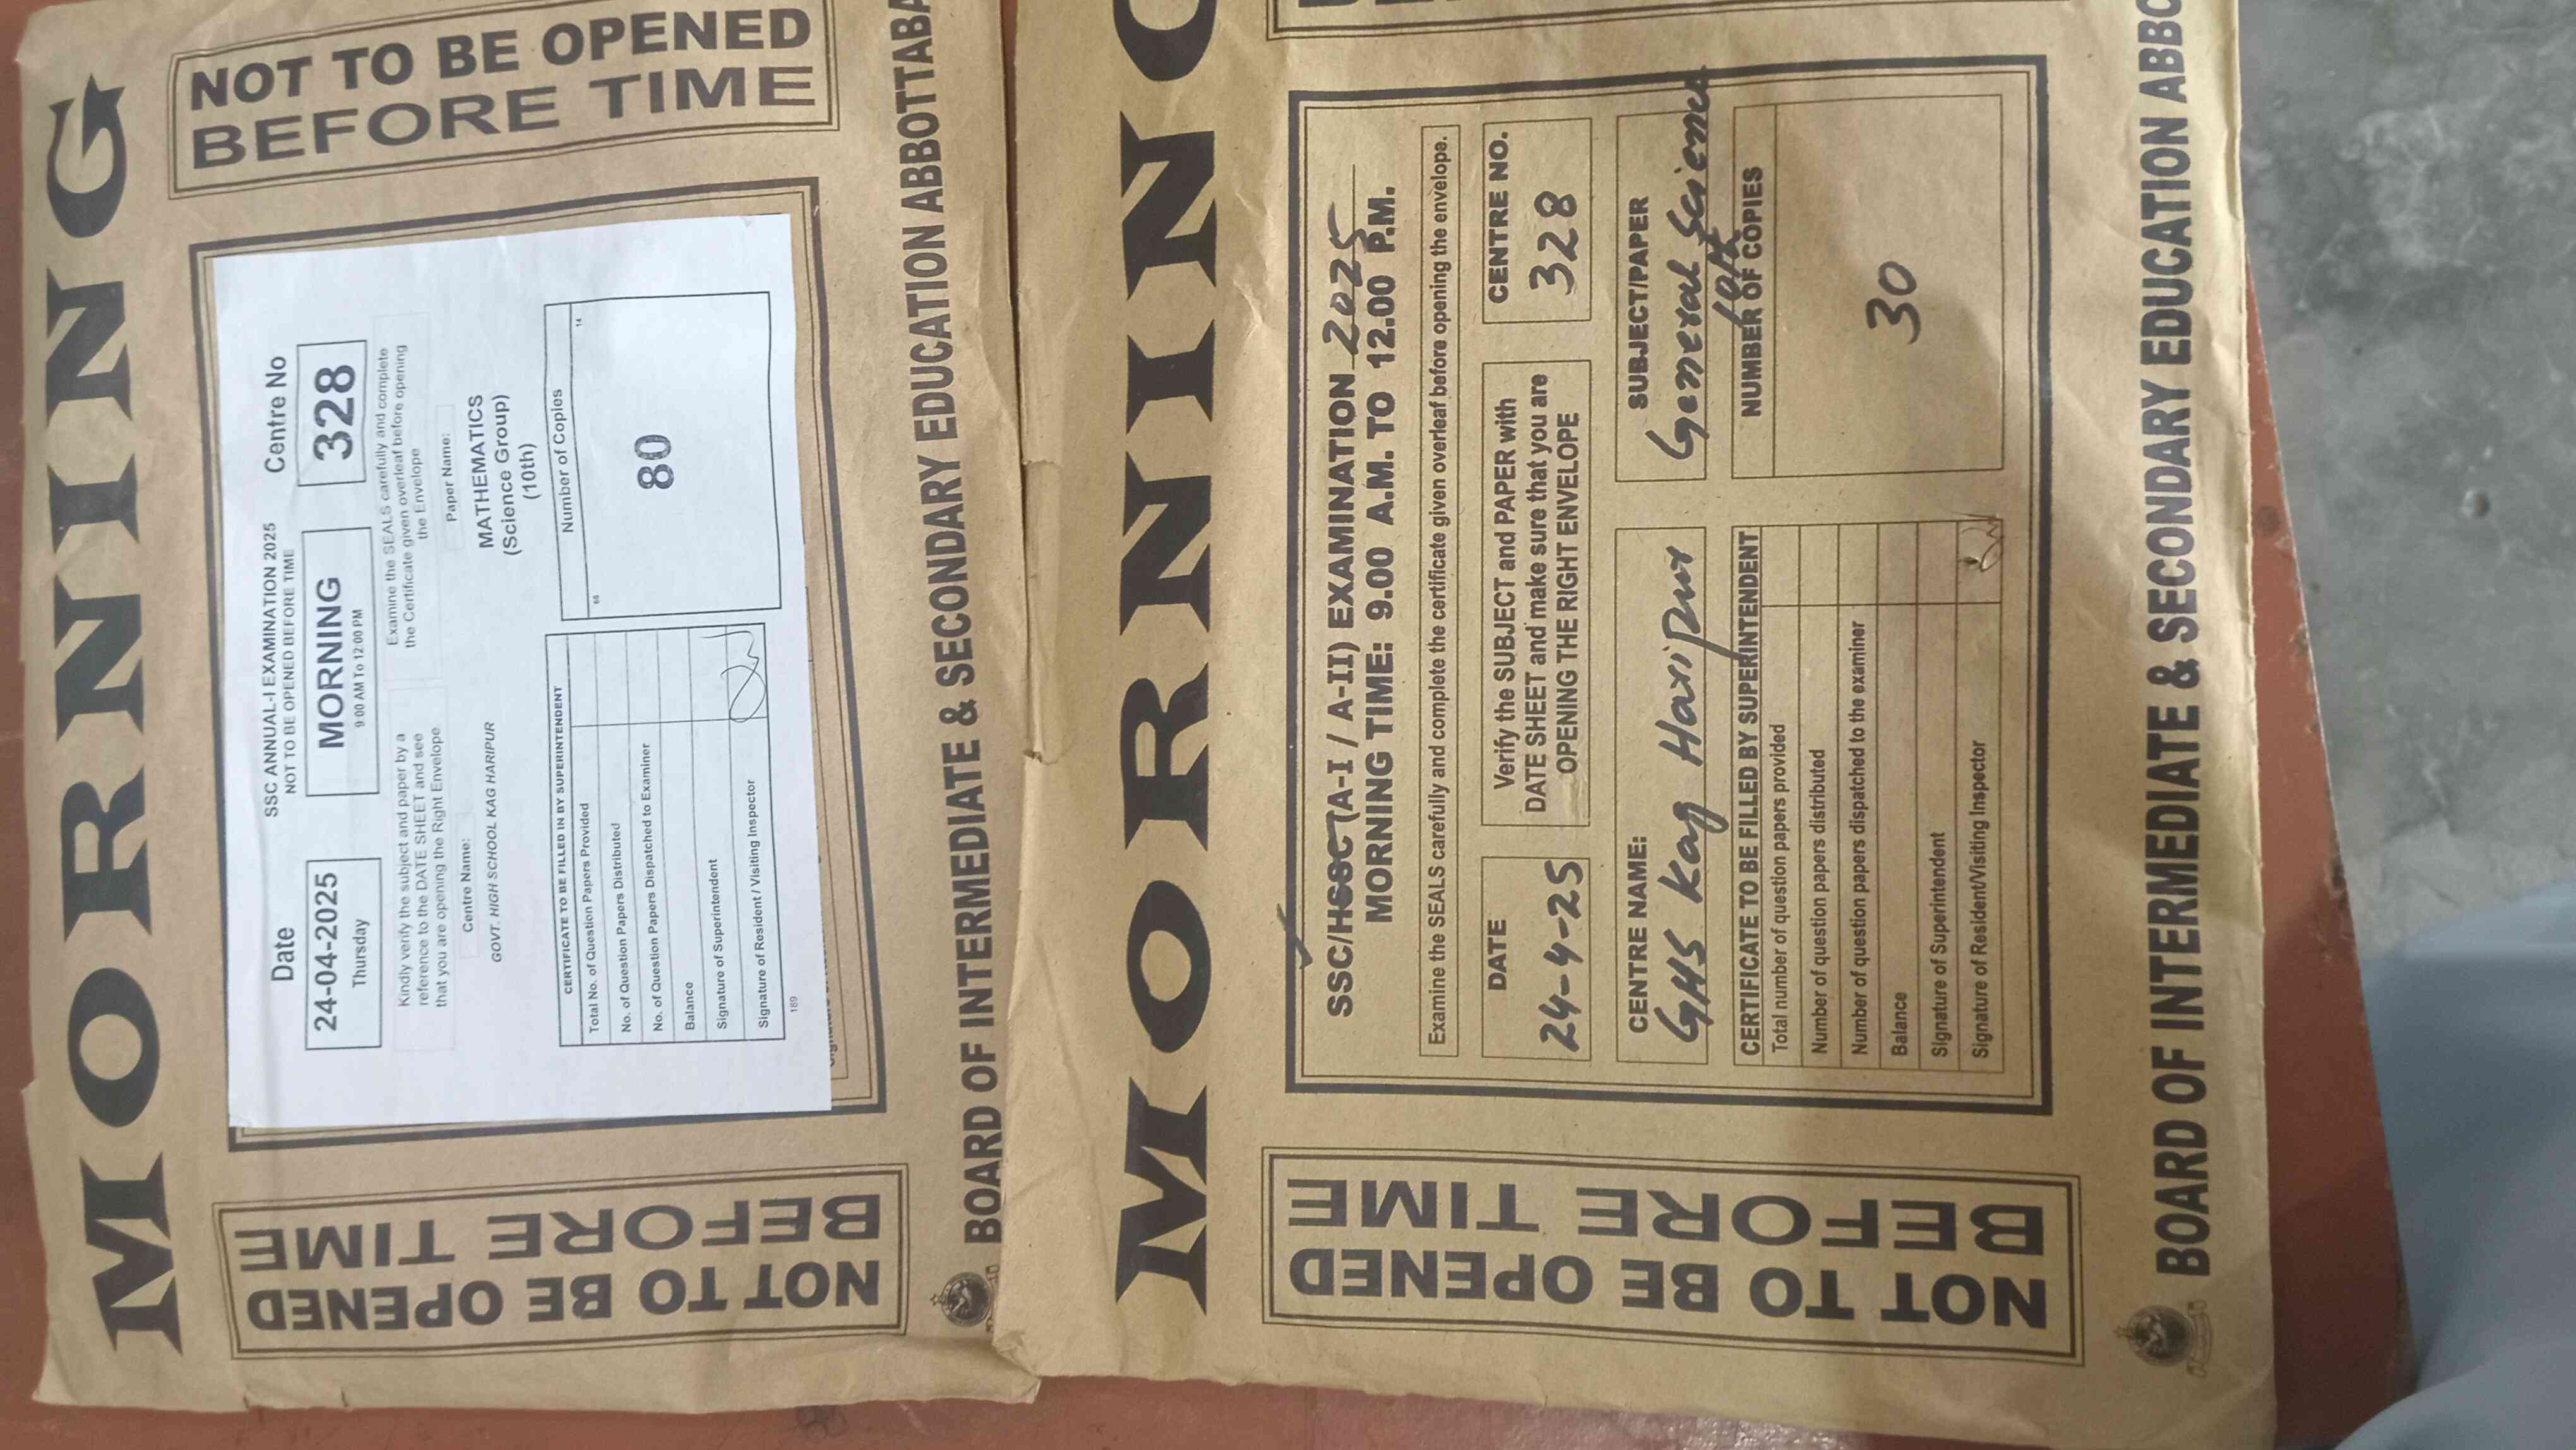 MORNING
NOT TO BE OPENED
BEFORE TIME
NOT TO BE OPENED
BEFORE TIME
SSC ANNUAL-I EXAMINATION 2025
NOT TO BE OPENED BEFORE TIME
Date
24-04-2025
Thursday
MORNING
9:00 AM To 12:00 PM
Centre No
328
Kindly verify the subject and paper by a
reference to the DATE SHEET and see
that you are opening the Right Envelope
Examine the SEALS carefully and complete
the Certificate given overleaf before opening
the Envelope
Centre Name:
GOVT. HIGH SCHOOL KAG HARIPUR
Paper Name:
MATHEMATICS
(Science Group)
(10th)
CERTIFICATE TO BE FILLED IN BY SUPERINTENDENT
Total No. of Question Papers Provided
No. of Question Papers Distributed
No. of Question Papers Dispatched to Examiner
Balance
Signature of Superintendent
Signature of Resident / Visiting Inspector
Number of Copies
66 14
80
189
BOARD OF INTERMEDIATE & SECONDARY EDUCATION ABBOTTABA
MORNING
NOT TO BE OPENED
BEFORE TIME
SSC/HSSC (A-I / A-II) EXAMINATION 2025
MORNING TIME: 9.00 A.M. TO 12.00 P.M.
Examine the SEALS carefully and complete the certificate given overleaf before opening the envelope.
DATE
24-4-25
Verify the SUBJECT and PAPER with
DATE SHEET and make sure that you are
OPENING THE RIGHT ENVELOPE
CENTRE NO.
328
CENTRE NAME:
GHS Kag Haripur
SUBJECT/PAPER
General Science
10th
CERTIFICATE TO BE FILLED BY SUPERINTENDENT
Total number of question papers provided
Number of question papers distributed
Number of question papers dispatched to the examiner
Balance
Signature of Superintendent
Signature of Resident/Visiting Inspector
NUMBER OF COPIES
30
BOARD OF INTERMEDIATE & SECONDARY EDUCATION ABBO